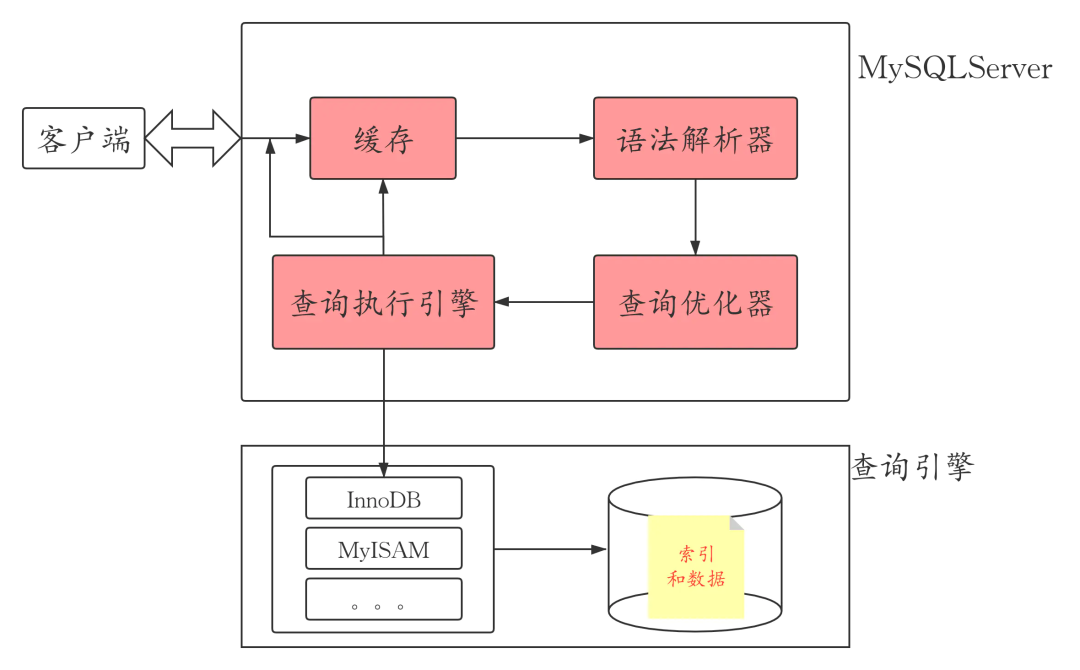 MySQLServer
客户端
缓存
语法解析器
查询执行引擎
查询优化器
查询引擎
InnoDB
MyISAM
。。。
索引
和数据